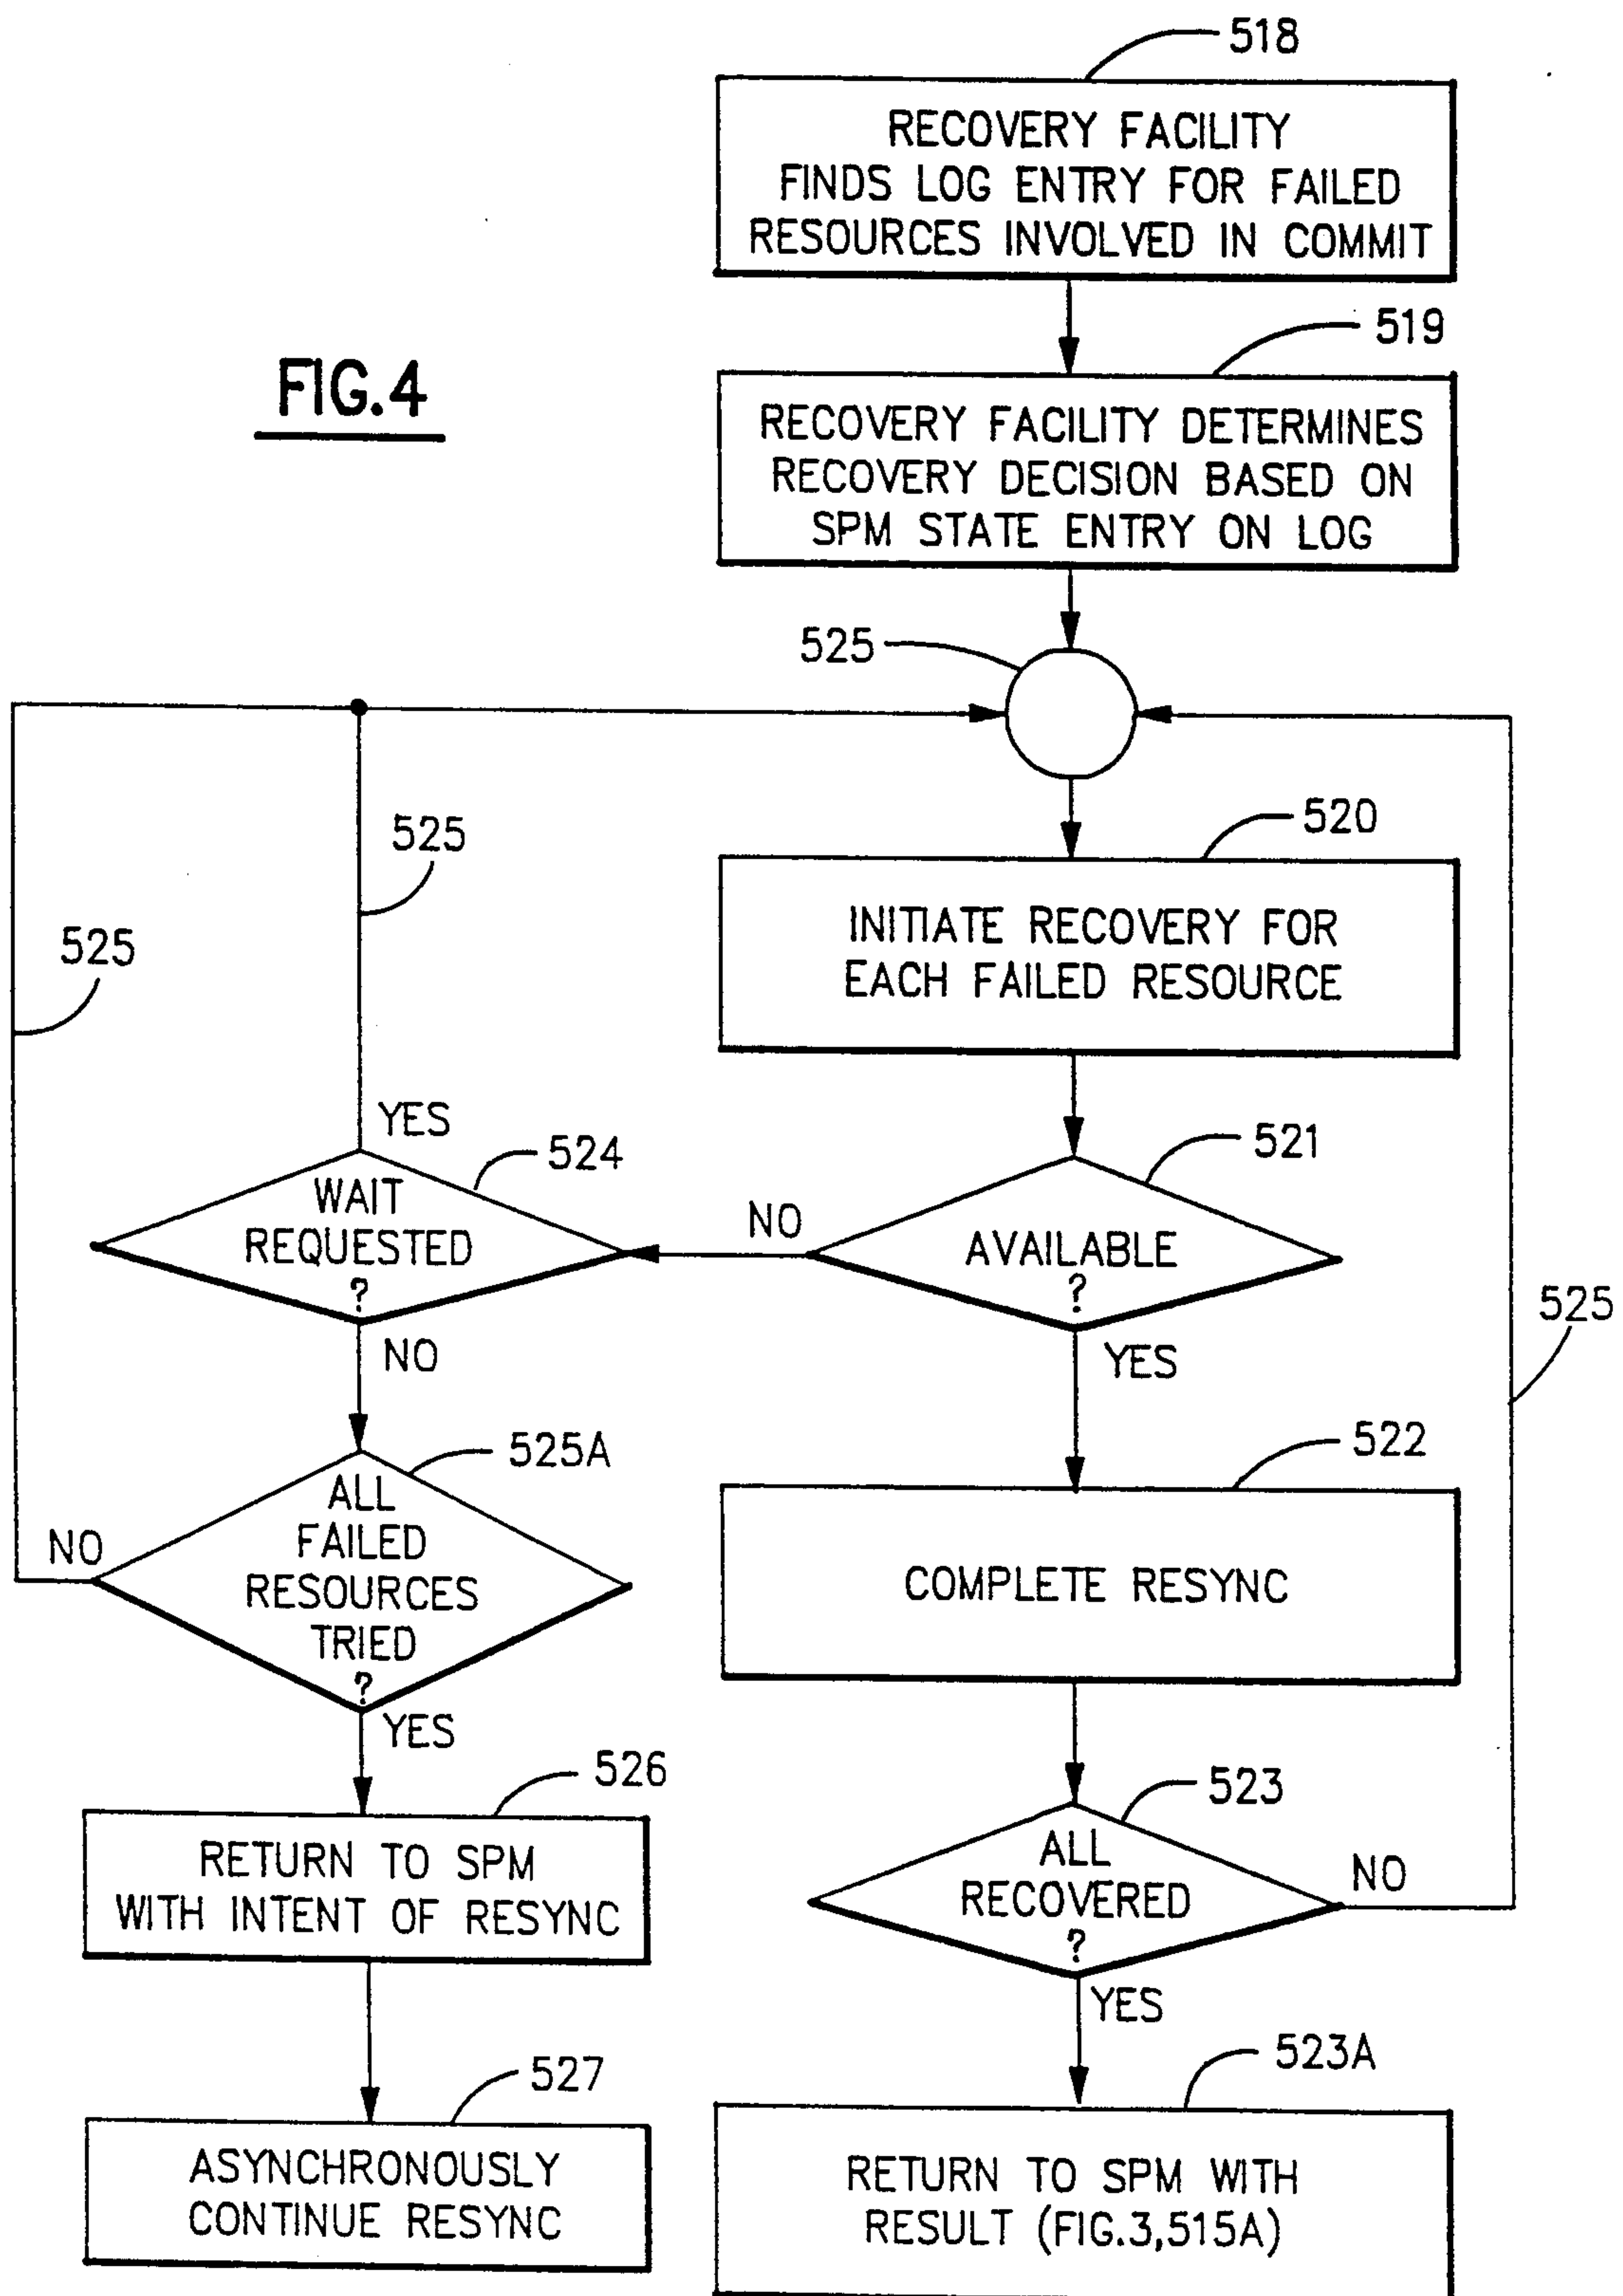 518
RECOVERY FACILITY
FINDS LOG ENTRY FOR FAILED
RESOURCES INVOLVED IN COMMIT
519
FIG.4
RECOVERY FACILITY DETERMINES
RECOVERY DECISION BASED ON
SPM STATE ENTRY ON LOG
525
525
525
520
INITIATE RECOVERY FOR
EACH FAILED RESOURCE
YES
524
WAIT
REQUESTED
?
NO
521
AVAILABLE
?
525
NO
YES
525A
ALL
FAILED
RESOURCES
TRIED
?
NO
YES
522
COMPLETE RESYNC
526
RETURN TO SPM
WITH INTENT OF RESYNC
523
ALL
RECOVERED
?
NO
YES
527
ASYNCHRONOUSLY
CONTINUE RESYNC
523A
RETURN TO SPM WITH
RESULT (FIG.3,515A)